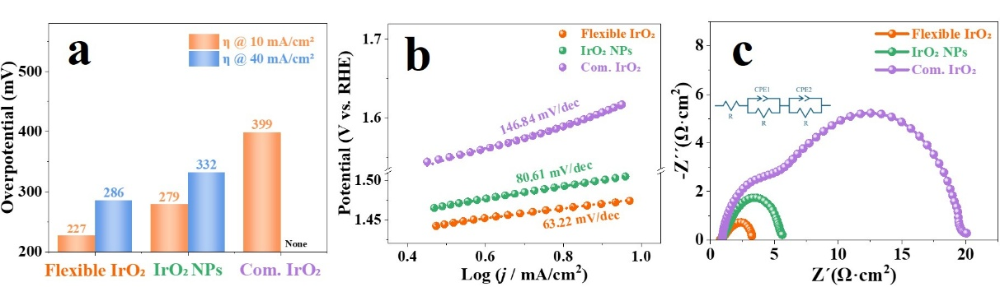 a
η @ 10 mA/cm²
η @ 40 mA/cm²
Overpotential (mV)
500
400
300
200
227
286
279
332
399
None
Flexible IrO₂
IrO₂ NPs
Com. IrO₂
b
Flexible IrO₂
IrO₂ NPs
Com. IrO₂
Potential (V vs. RHE)
1.7
1.6
1.50
1.45
146.84 mV/dec
80.61 mV/dec
63.22 mV/dec
0.4
0.6
0.8
1.0
Log (j / mA/cm²)
c
Flexible IrO₂
IrO₂ NPs
Com. IrO₂
-Z´´(Ω·cm²)
8
6
4
2
0
CPE1
CPE2
R
R
R
0
5
10
15
20
Z´(Ω·cm²)